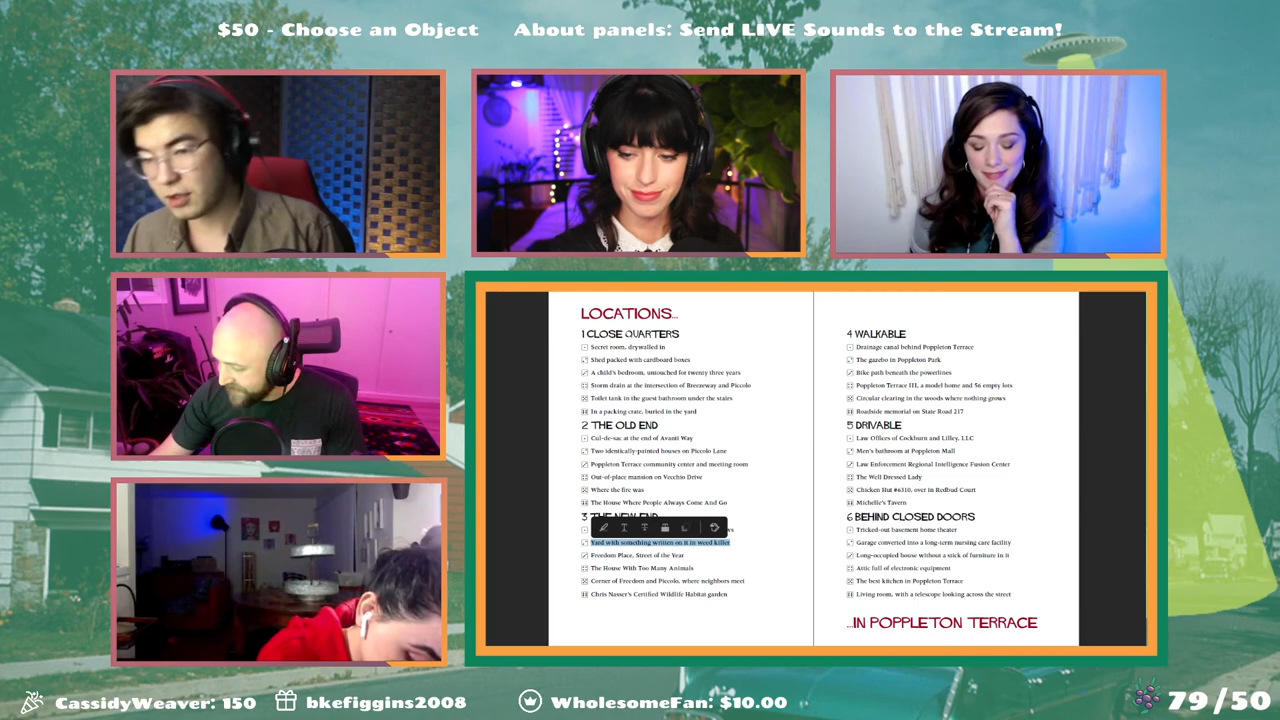 $50 - Choose an Object About panels: Send LIVE Sounds to the Stream!
LOCATIONS...
1 CLOSE QUARTERS
Secret room, drywalled in
Shed packed with cardboard boxes
A child's bedroom, untouched for twenty three years
Storm drain at the intersection of Breezeway and Piccolo
Toilet tank in the guest bathroom under the stairs
In a packing crate, buried in the yard
2 THE OLD END
Cul-de-sac at the end of Avanti Way
Two identically-painted houses on Piccolo Lane
Poppleton Terrace community center and meeting room
Out-of-place mansion on Vecchio Drive
Where the fire was
The House Where People Always Come And Go
3 THE NEW END
Yard with something written on it in weed killer
Freedom Place, Street of the Year
The House With Too Many Animals
Corner of Freedom and Piccolo, where neighbors meet
Chris Nasser's Certified Wildlife Habitat garden
4 WALKABLE
Drainage canal behind Poppleton Terrace
The gazebo in Poppleton Park
Bike path beneath the powerlines
Poppleton Terrace III, a model home and 56 empty lots
Circular clearing in the woods where nothing grows
Roadside memorial on State Road 217
5 DRIVABLE
Law Offices of Cockburn and Lilley, LLC
Men's bathroom at Poppleton Mall
Law Enforcement Regional Intelligence Fusion Center
The Well Dressed Lady
Chicken Hut #6310, over in Redbud Court
Michelle's Tavern
6 BEHIND CLOSED DOORS
Tricked-out basement home theater
Garage converted into a long-term nursing care facility
Long-occupied house without a stick of furniture in it
Attic full of electronic equipment
The best kitchen in Poppleton Terrace
Living room, with a telescope looking across the street
...IN POPPLETON TERRACE
CassidyWeaver: 150 bkefiggins2008 WholesomeFan: $10.00 79/50